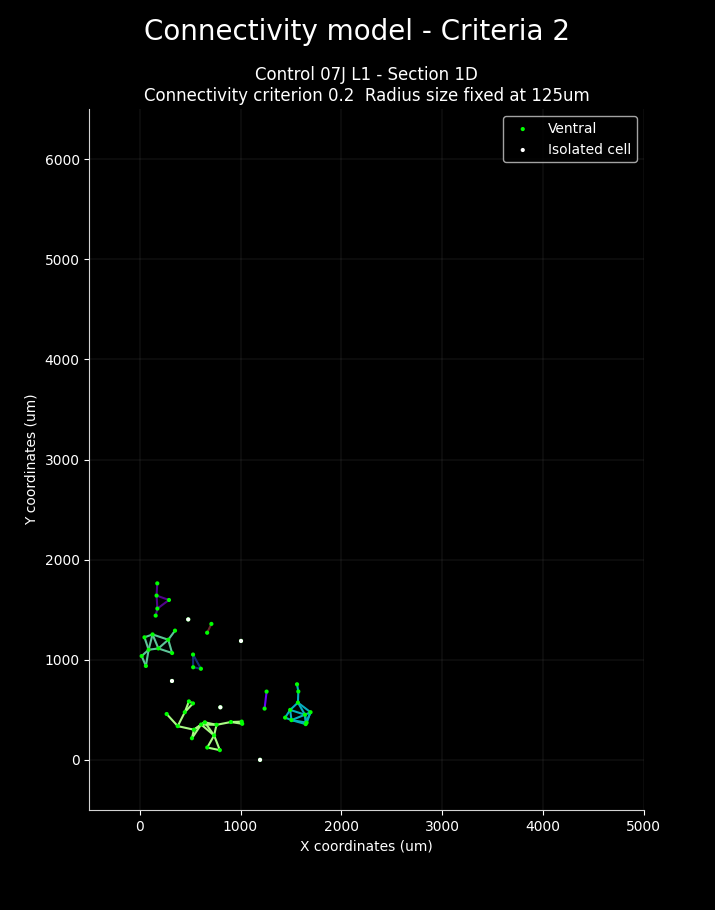 Connectivity model - Criteria 2
Control 07J L1 - Section 1D
Connectivity criterion 0.2  Radius size fixed at 125um
Ventral
Isolated cell
6000
5000
4000
3000
2000
1000
0
Y coordinates (um)
0 1000 2000 3000 4000 5000
X coordinates (um)